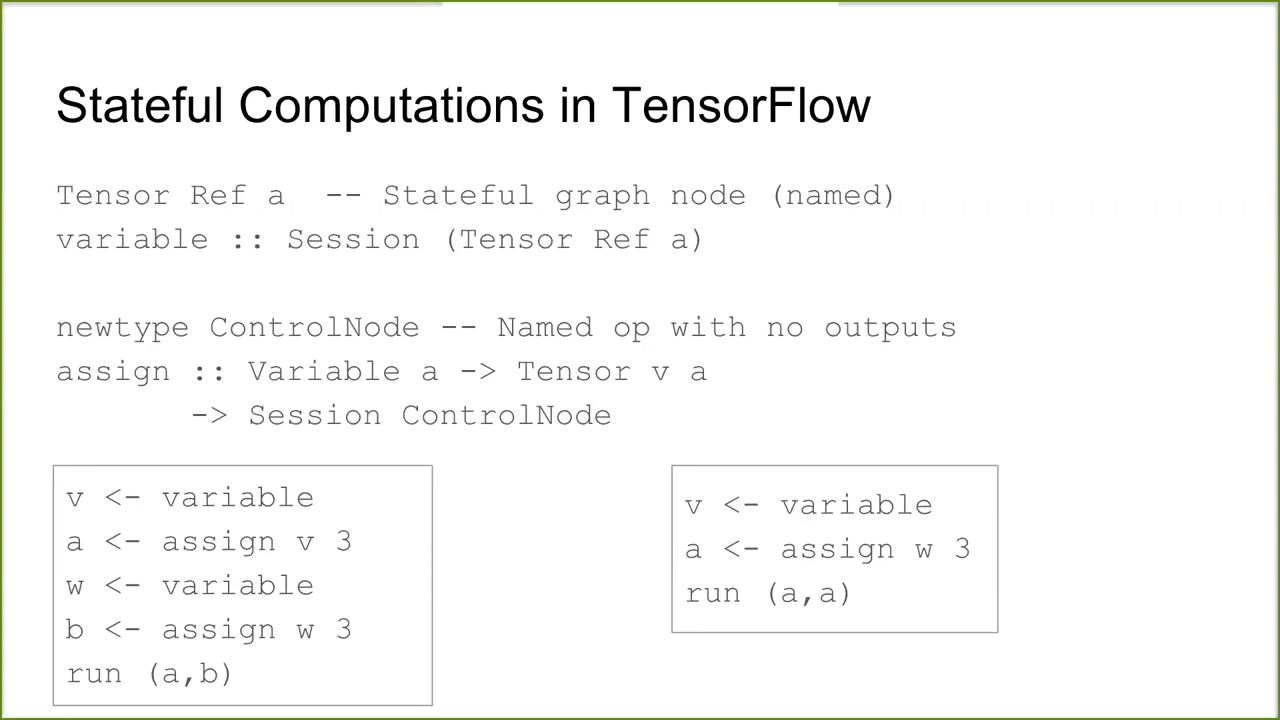 Stateful Computations in TensorFlow
Tensor Ref a  -- Stateful graph node (named)
variable :: Session (Tensor Ref a)
newtype ControlNode -- Named op with no outputs
assign :: Variable a -> Tensor v a
-> Session ControlNode
v <- variable
a <- assign v 3
w <- variable
b <- assign w 3
run (a,b)
v <- variable
a <- assign w 3
run (a,a)